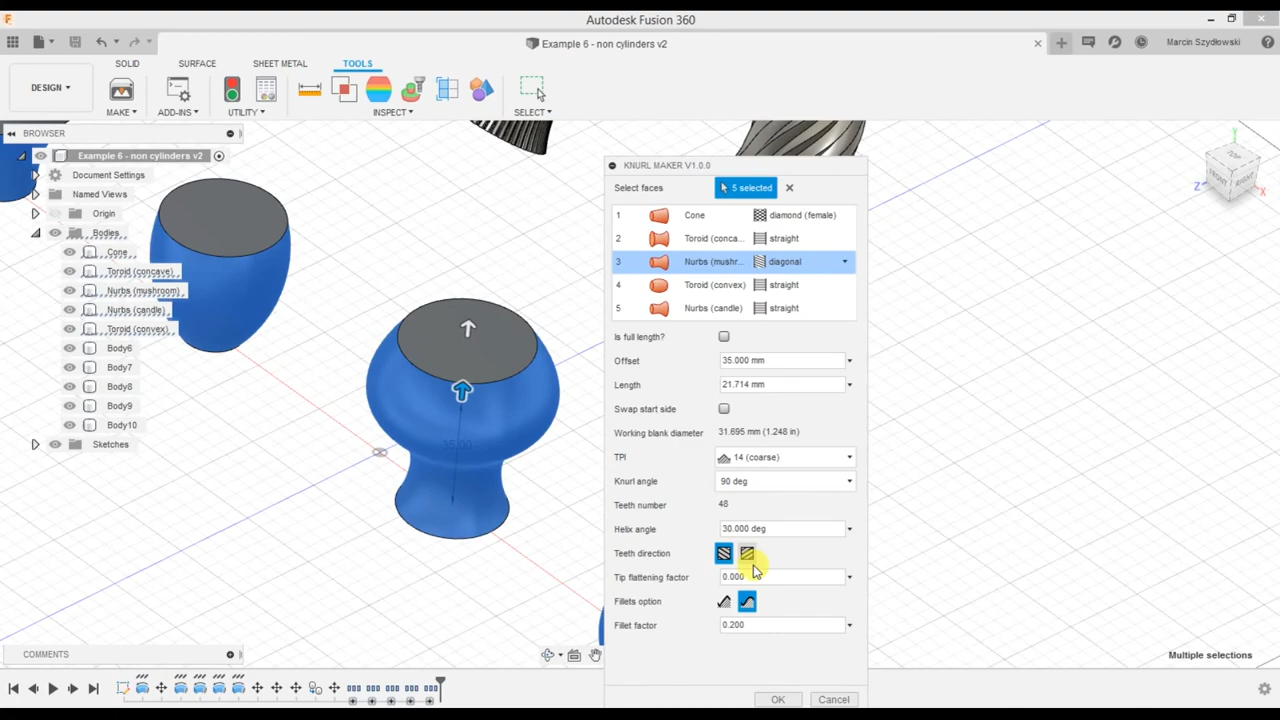 Autodesk Fusion 360
Example 6 - non cylinders v2
Marcin Szydłowski
DESIGN
SOLID SURFACE SHEET METAL TOOLS
MAKE ADD-INS UTILITY INSPECT SELECT
BROWSER
Example 6 - non cylinders v2
Document Settings
Named Views
Origin
Bodies
Cone
Toroid (concave)
Nurbs (mushroom)
Nurbs (candle)
Toroid (convex)
Body6
Body7
Body8
Body9
Body10
Sketches
35.00
TOP
FRONT
RIGHT
Y
Z
X
KNURL MAKER V1.0.0
Select faces 5 selected
1 Cone diamond (female)
2 Toroid (conca... straight
3 Nurbs (mushr... diagonal
4 Toroid (convex) straight
5 Nurbs (candle) straight
Is full length?
Offset 35.000 mm
Length 21.714 mm
Swap start side
Working blank diameter 31.695 mm (1.248 in)
TPI 14 (coarse)
Knurl angle 90 deg
Teeth number 48
Helix angle 30.000 deg
Teeth direction
Tip flattening factor 0.000
Fillets option
Fillet factor 0.200
OK Cancel
COMMENTS
Multiple selections